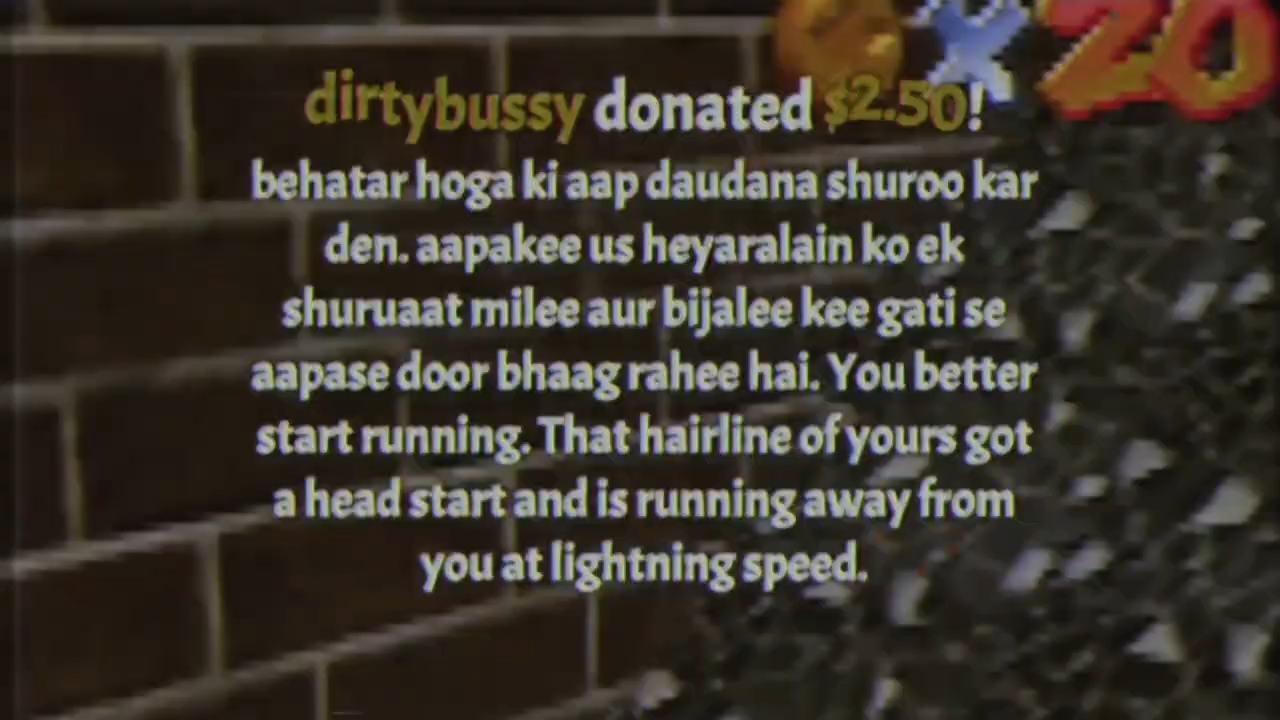 x 20
dirtybussy donated $2.50!
behatar hoga ki aap daudana shuroo kar
den. aapakee us heyaralain ko ek
shuruaat milee aur bijalee kee gati se
aapase door bhaag rahee hai. You better
start running. That hairline of yours got
a head start and is running away from
you at lightning speed.